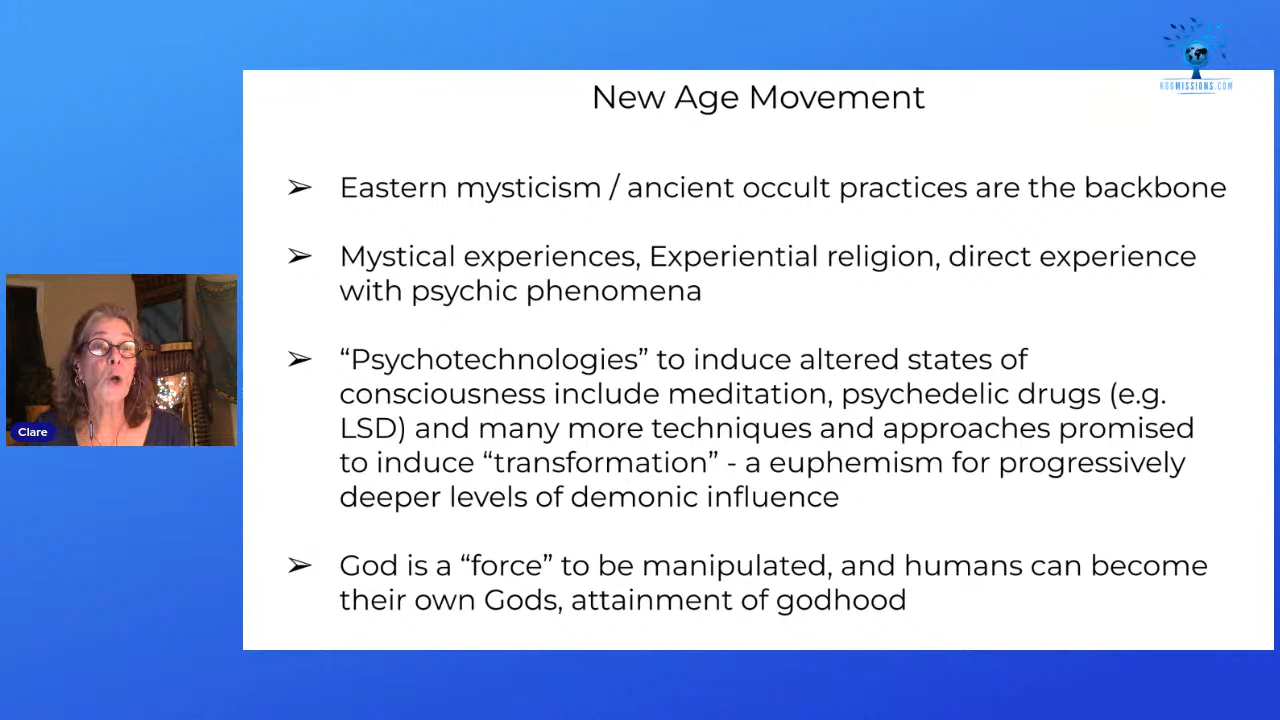 New Age Movement
➢ Eastern mysticism / ancient occult practices are the backbone
➢ Mystical experiences, Experiential religion, direct experience
with psychic phenomena
➢ “Psychotechnologies” to induce altered states of
consciousness include meditation, psychedelic drugs (e.g.
LSD) and many more techniques and approaches promised
to induce “transformation” - a euphemism for progressively
deeper levels of demonic influence
➢ God is a “force” to be manipulated, and humans can become
their own Gods, attainment of godhood
Clare